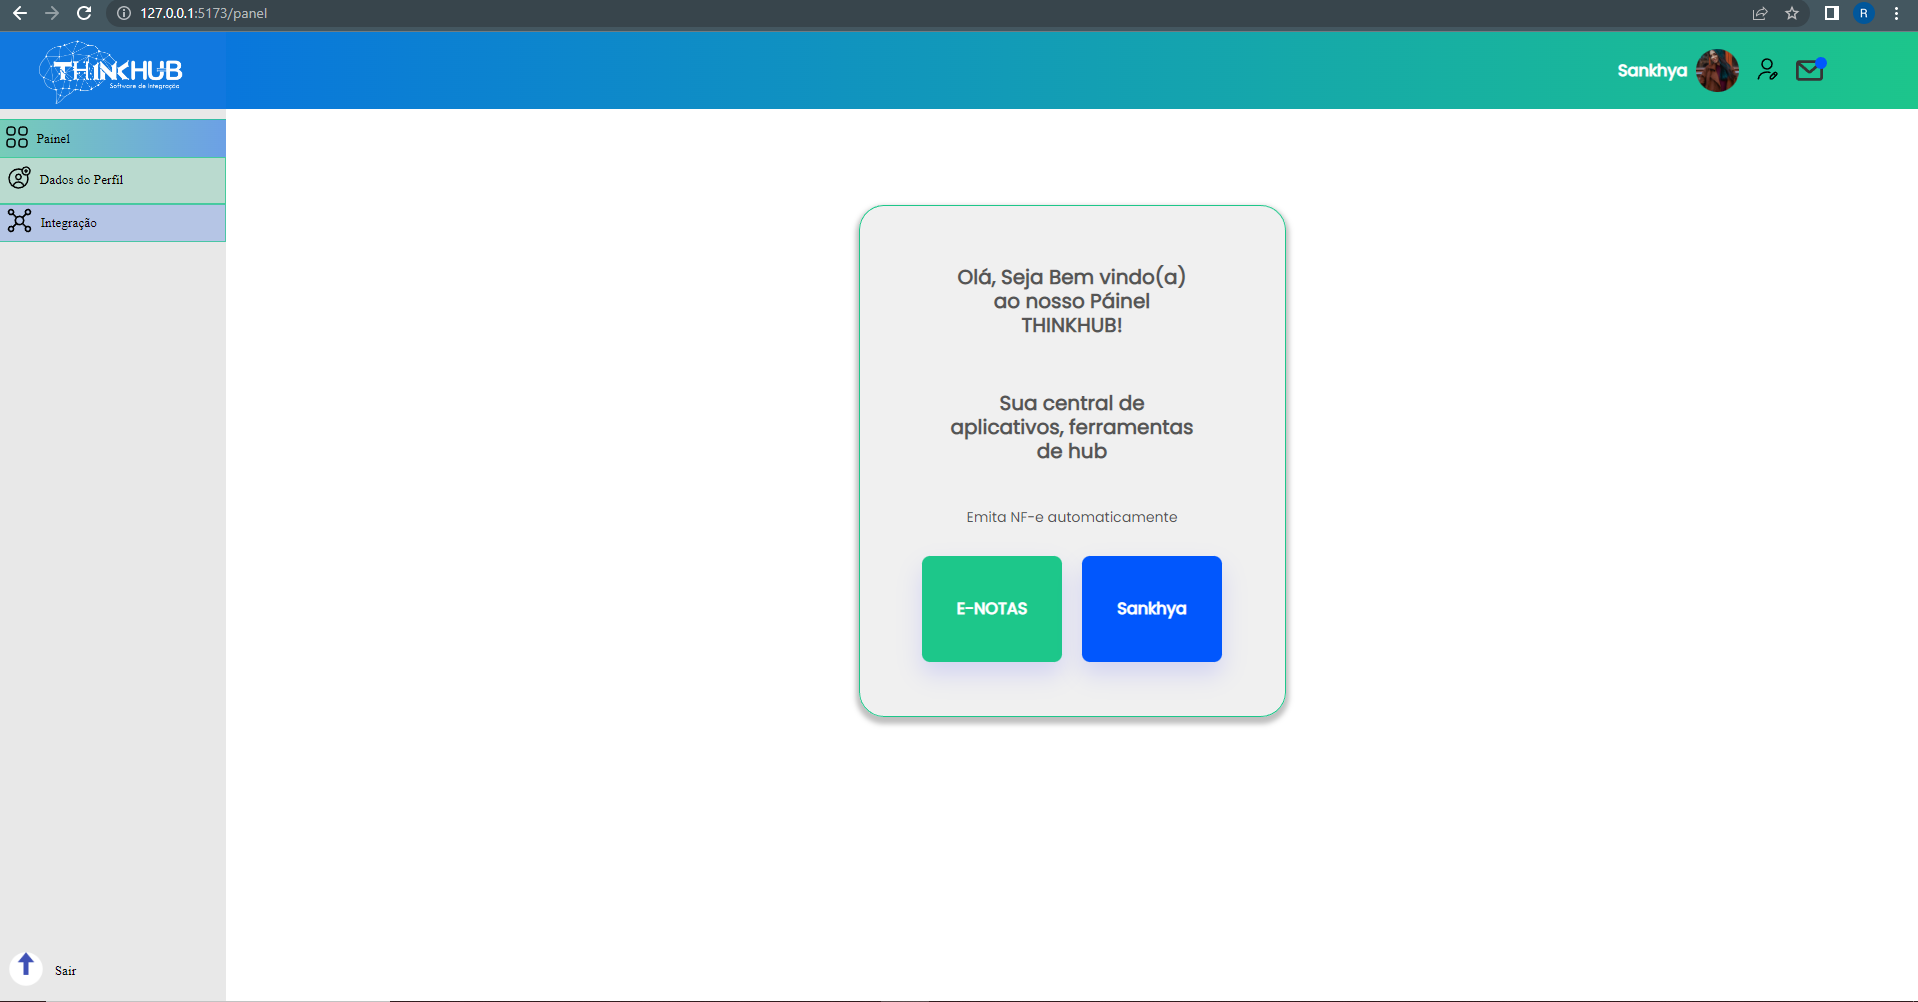 127.0.0.1:5173/panel
R
THINKHUB
Software de Integração
Sankhya
Painel
Dados do Perfil
Integração
Olá, Seja Bem vindo(a)
ao nosso Páinel
THINKHUB!
Sua central de
aplicativos, ferramentas
de hub
Emita NF-e automaticamente
E-NOTAS
Sankhya
Sair